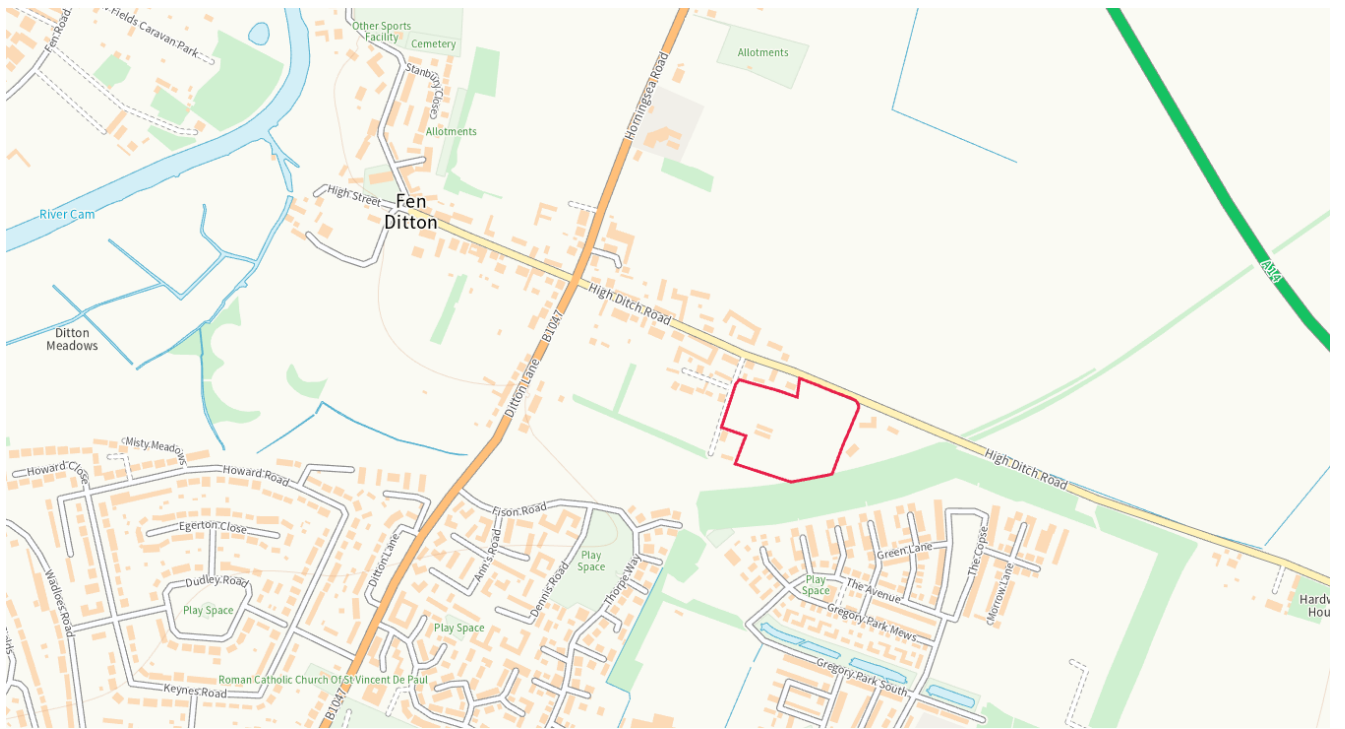 Fields Caravan Park
Fen Road
Other Sports
Facility
Cemetery
Stanbury Close
Allotments
Horningsea Road
Allotments
River Cam
High Street
Fen
Ditton
A14
High Ditch Road
B1047
Ditton
Meadows
Ditton Lane
Misty Meadows
Howard Close
Howard Road
High Ditch Road
Fison Road
Egerton Close
Ann's Road
Play
Space
Green Lane
The Copse
Ditton Lane
Dennis Road
Thorpe Way
Dudley Road
Wadloes Road
Play Space
Play
Space
The Avenue
Morrow Lane
Gregory Park Mews
Play Space
Roman Catholic Church Of St Vincent De Paul
Keynes Road
B1047
Gregory Park South